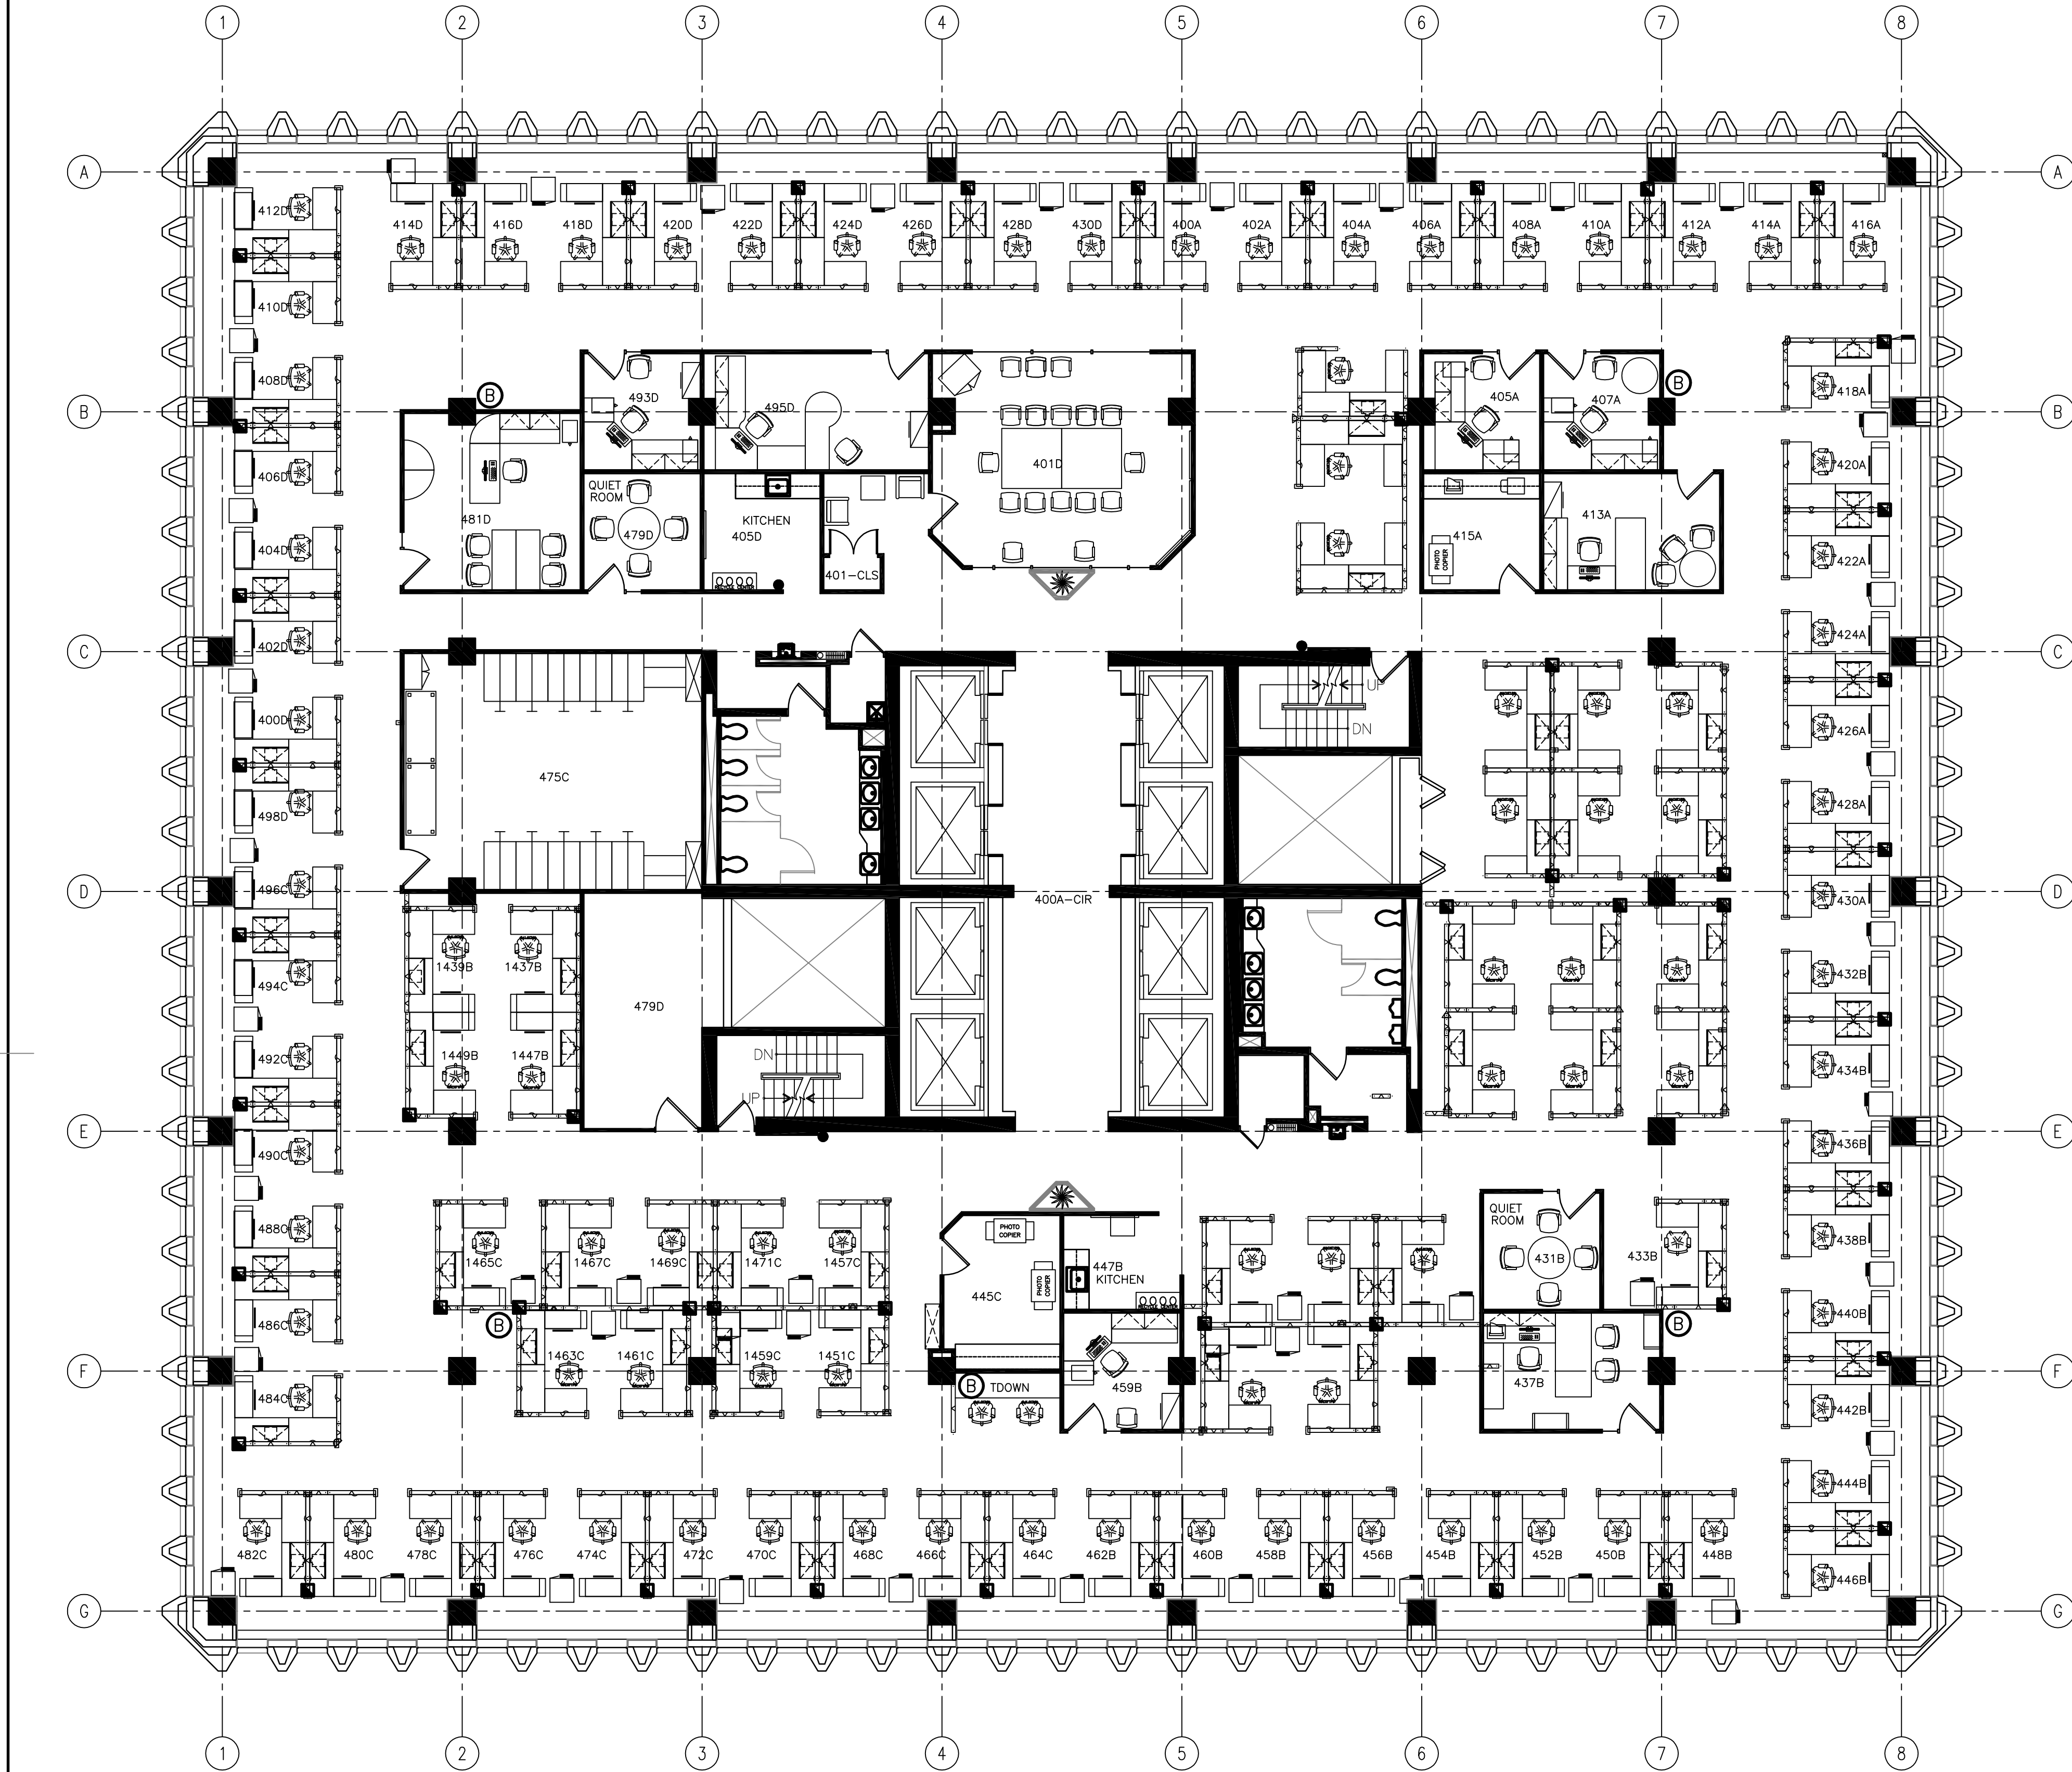 1 2 3 4 5 6 7 8
A A
412D
414D 416D 418D 420D 422D 424D 426D 428D 430D 400A 402A 404A 406A 408A 410A 412A 414A 416A
410D
408D
493D
495D
405A
407A
B
B
418A
B B
406D
QUIET
ROOM
481D
479D
KITCHEN
405D
401D
401-CLS
RECYCLE CENTER
415A
PHOTO
COPIER
413A
420A
422A
404D
402D
424A
C C
UP
DN
400D
475C
426A
498D
428A
D D
496C
400A-CIR
430A
494C
1439B 1437B
479D
432B
492C
1449B 1447B
DN
UP
434B
E E
490C
436B
488C
1465C 1467C 1469C 1471C 1457C
PHOTO
COPIER
PHOTO
COPIER
445C
447B
KITCHEN
RECYCLE CENTER
QUIET
ROOM
431B
433B
438B
486C
B
1463C 1461C 1459C 1451C
B
440B
F F
484C
B
TDOWN
459B
437B
442B
444B
482C 480C 478C 476C 474C 472C 470C 468C 466C 464C 462B 460B 458B 456B 454B 452B 450B 448B
446B
G G
1 2 3 4 5 6 7 8